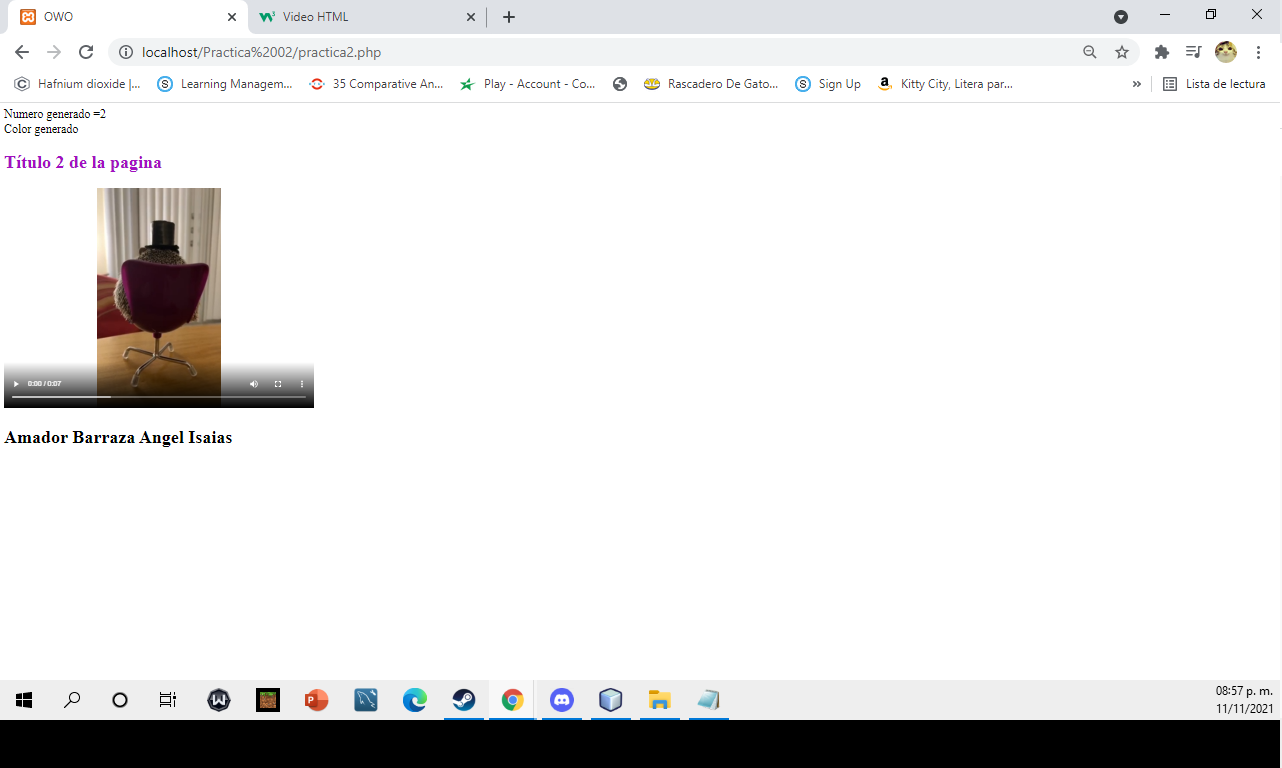 OWO
Video HTML
localhost/Practica%2002/practica2.php
Hafnium dioxide |...
Learning Managem...
35 Comparative An...
Play - Account - Co...
Rascadero De Gato...
Sign Up
Kitty City, Litera par...
»
Lista de lectura
Numero generado =2
Color generado
Título 2 de la pagina
0:00 / 0:07
Amador Barraza Angel Isaias
08:57 p. m.
11/11/2021